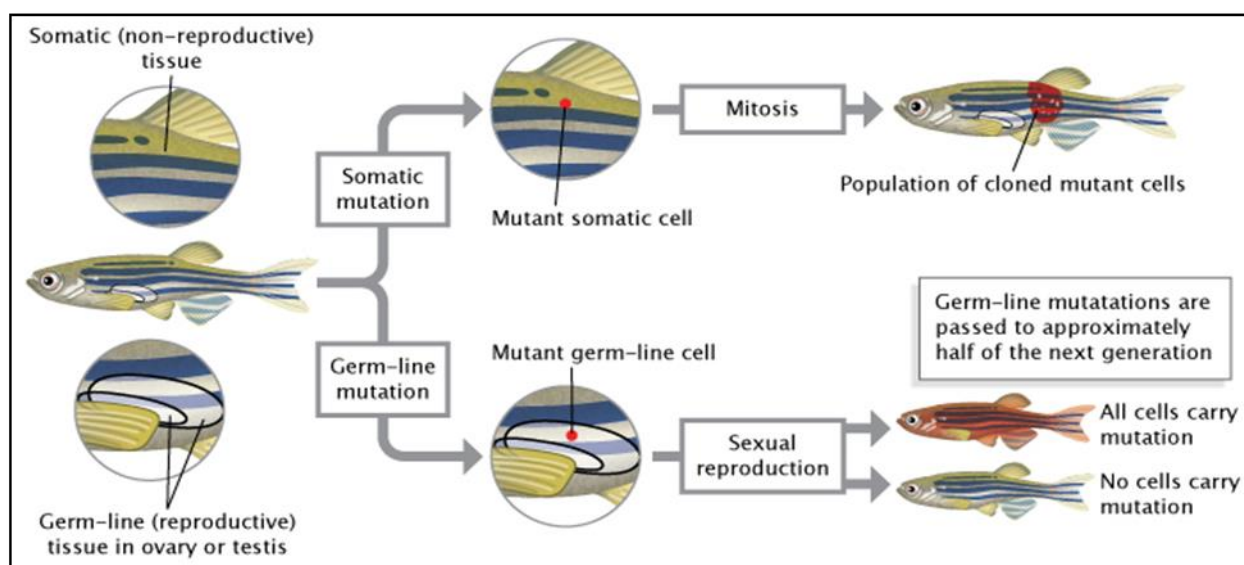 Somatic (non-reproductive)
tissue
Somatic
mutation
Mutant somatic cell
Mitosis
Population of cloned mutant cells
Germ-line (reproductive)
tissue in ovary or testis
Germ-line
mutation
Mutant germ-line cell
Sexual
reproduction
Germ-line mutatations are
passed to approximately
half of the next generation
All cells carry
mutation
No cells carry
mutation